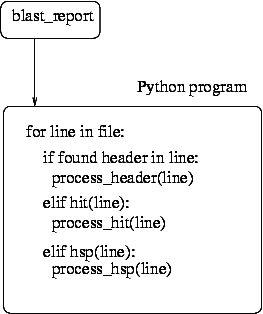 blast_report
Python program
for line in file:
if found header in line:
process_header(line)
elif hit(line):
process_hit(line)
elif hsp(line):
process_hsp(line)